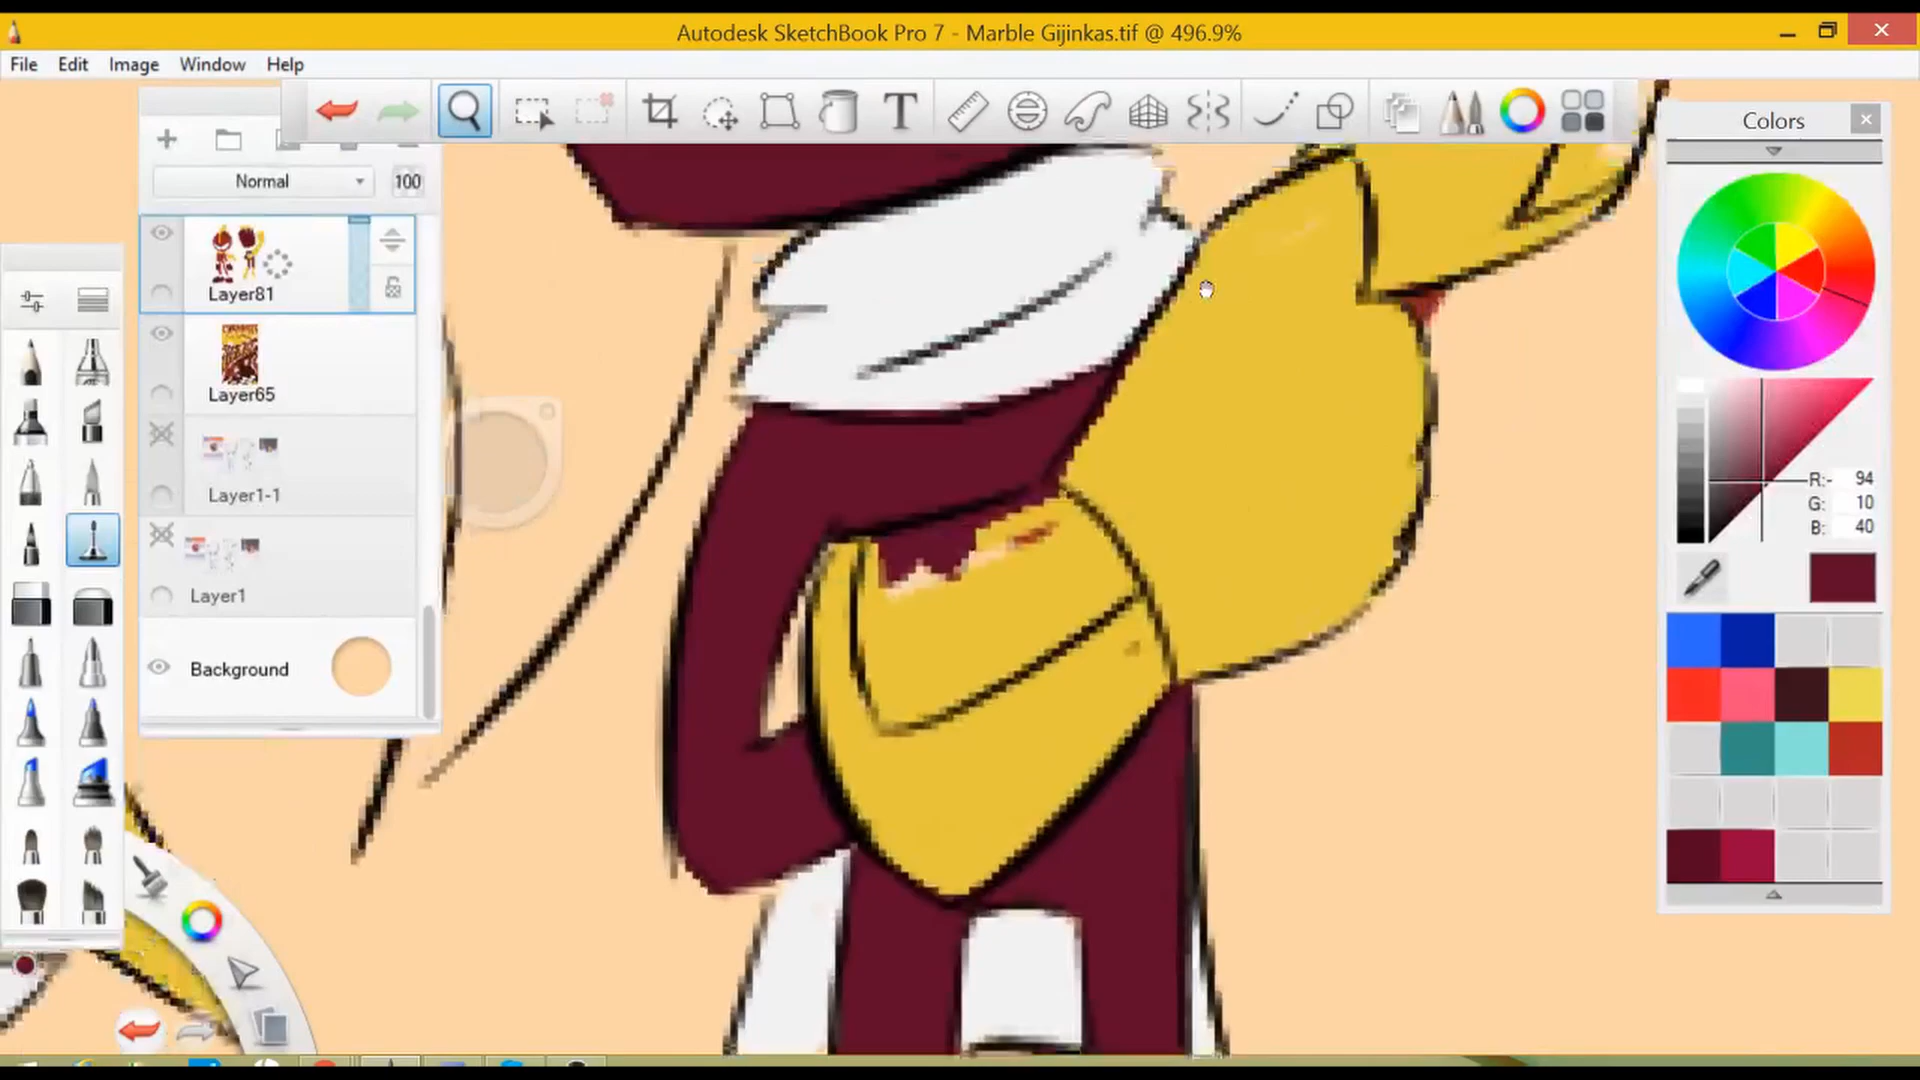 Autodesk SketchBook Pro 7 - Marble Gijinkas.tif @ 496.9%
File Edit Image Window Help
Colors
Normal 100
Layer81
Layer65
Layer1-1
Layer1
Background
R: 94
G: 10
B: 40